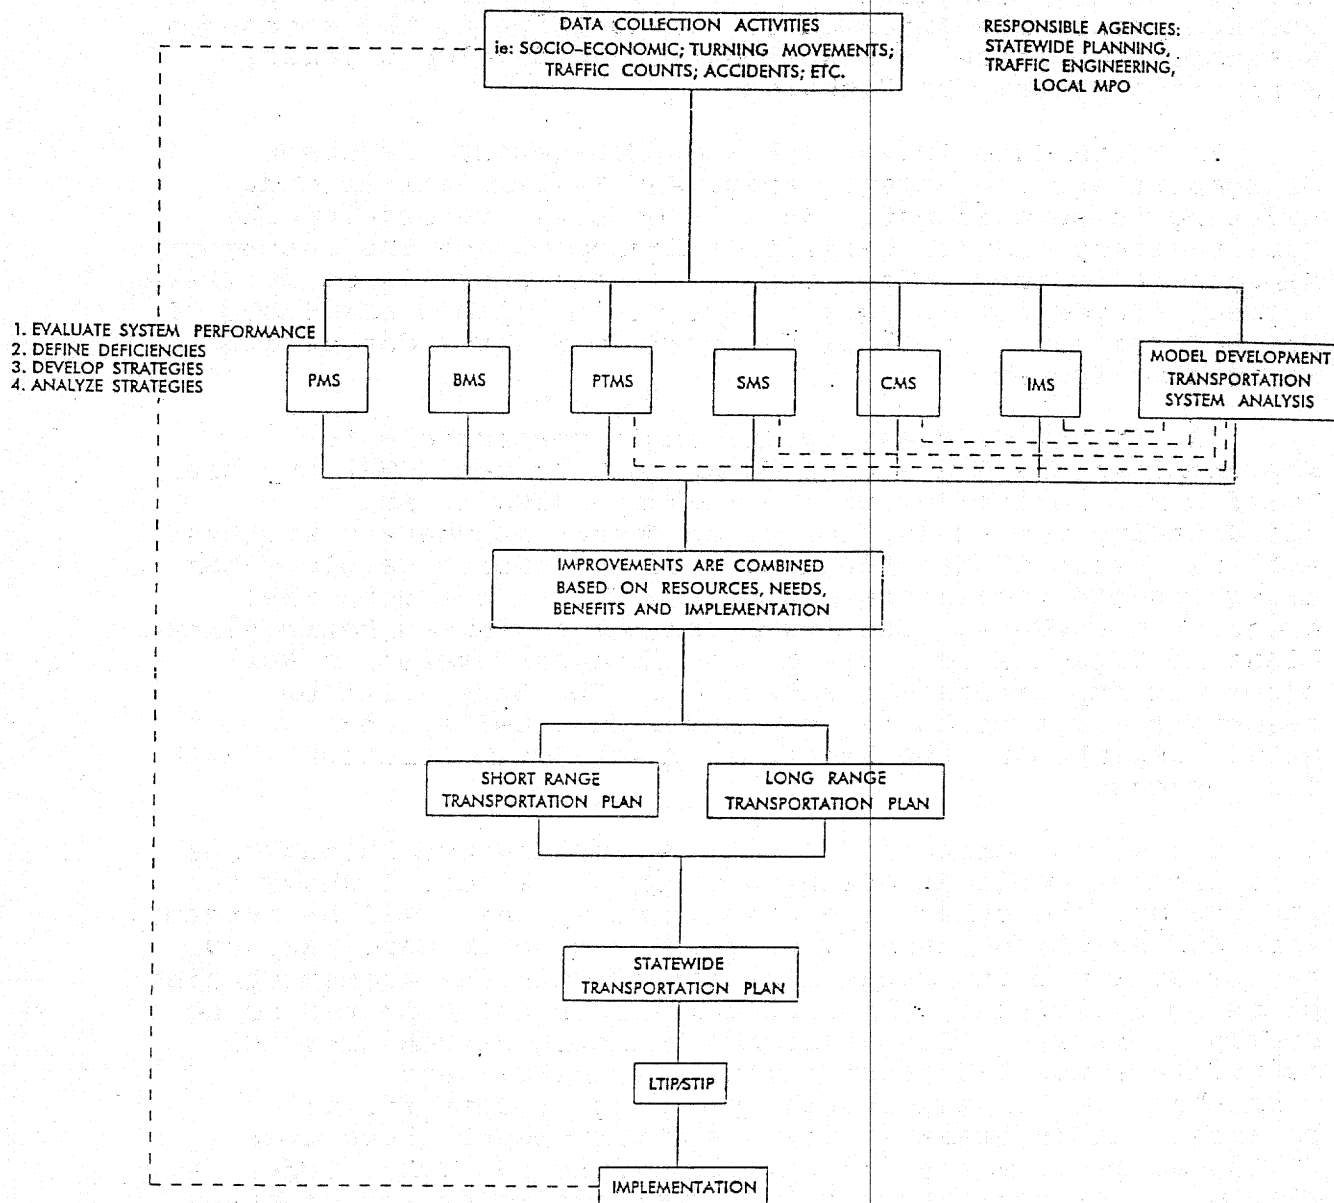 DATA COLLECTION ACTIVITIES
ie: SOCIO-ECONOMIC; TURNING MOVEMENTS;
TRAFFIC COUNTS; ACCIDENTS; ETC.
RESPONSIBLE AGENCIES:
STATEWIDE PLANNING,
TRAFFIC ENGINEERING,
LOCAL MPO
1. EVALUATE SYSTEM PERFORMANCE
2. DEFINE DEFICIENCIES
3. DEVELOP STRATEGIES
4. ANALYZE STRATEGIES
PMS
BMS
PTMS
SMS
CMS
IMS
MODEL DEVELOPMENT
TRANSPORTATION
SYSTEM ANALYSIS
IMPROVEMENTS ARE COMBINED
BASED ON RESOURCES, NEEDS,
BENEFITS AND IMPLEMENTATION
SHORT RANGE
TRANSPORTATION PLAN
LONG RANGE
TRANSPORTATION PLAN
STATEWIDE
TRANSPORTATION PLAN
LTIP/STIP
IMPLEMENTATION